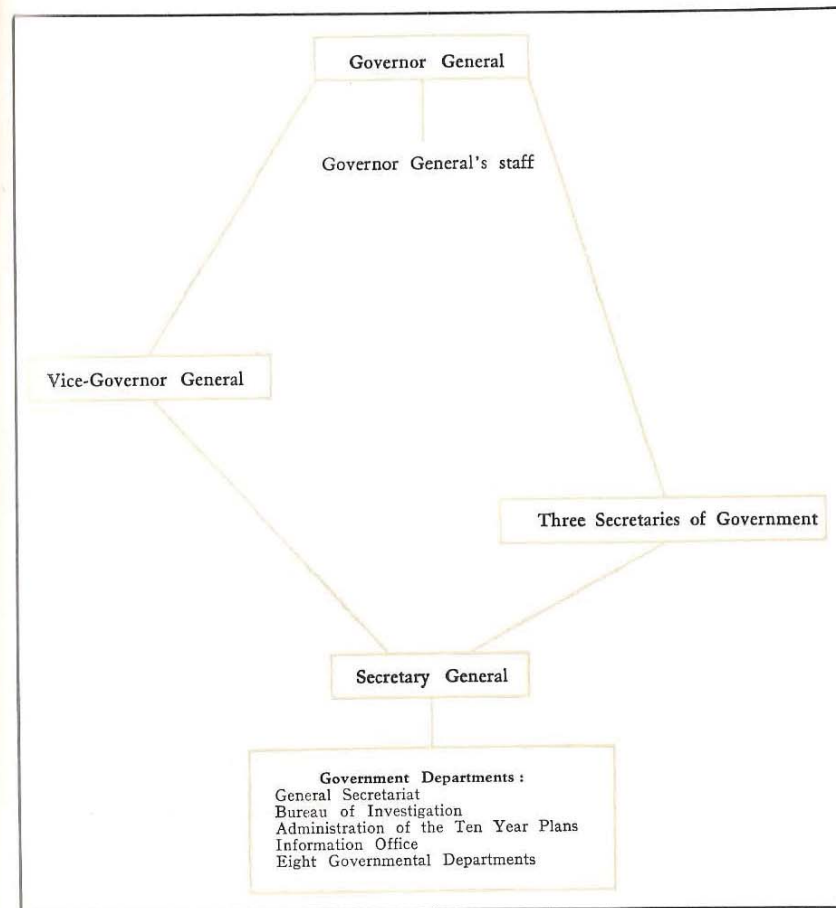 Governor General
Governor General's staff
Vice-Governor General
Three Secretaries of Government
Secretary General
Government Departments :
General Secretariat
Bureau of Investigation
Administration of the Ten Year Plans
Information Office
Eight Governmental Departments